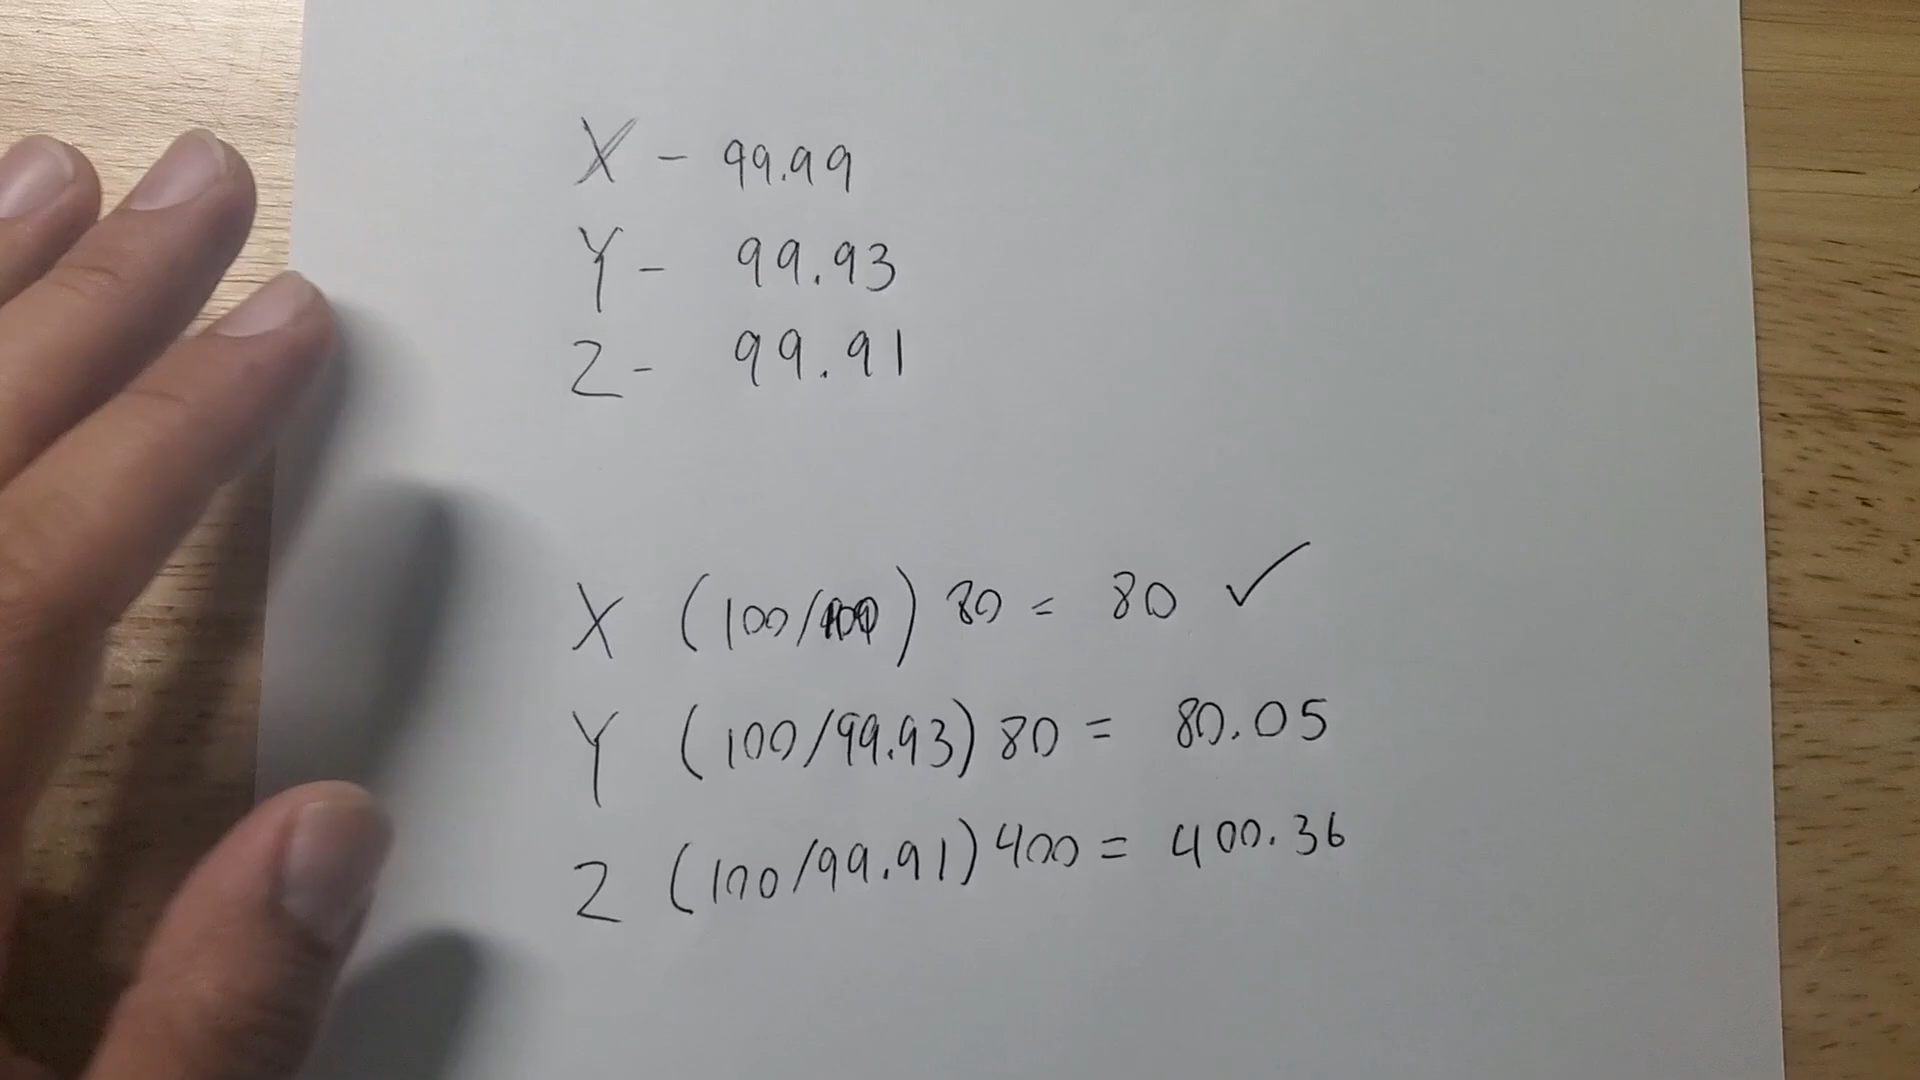 X - 99.99
Y - 99.93
Z - 99.91
X (100/100) 80 = 80 ✓
Y (100/99.93) 80 = 80.05
Z (100/99.91) 400 = 400.36